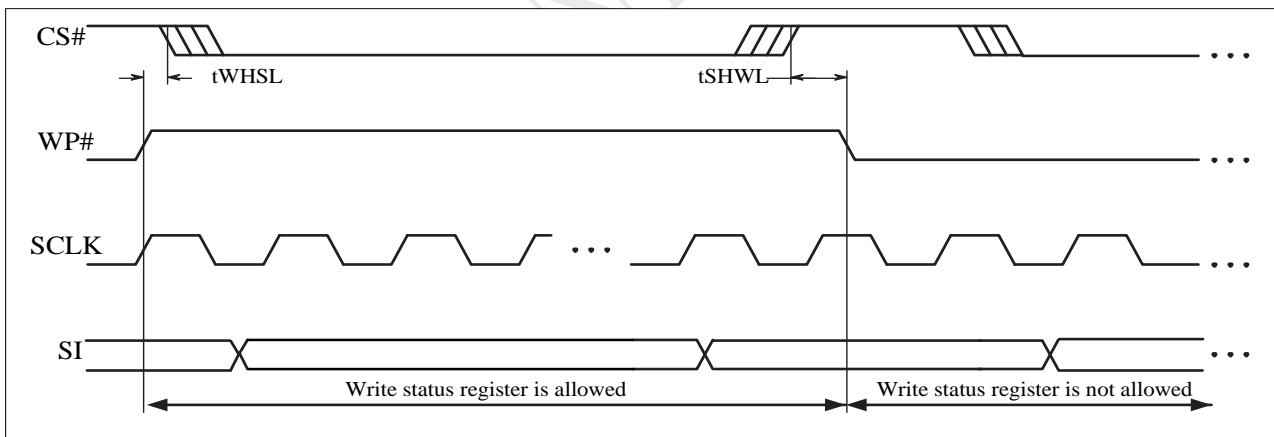 CS#
tWHSL
tSHWL
WP#
SCLK
SI
Write status register is allowed
Write status register is not allowed